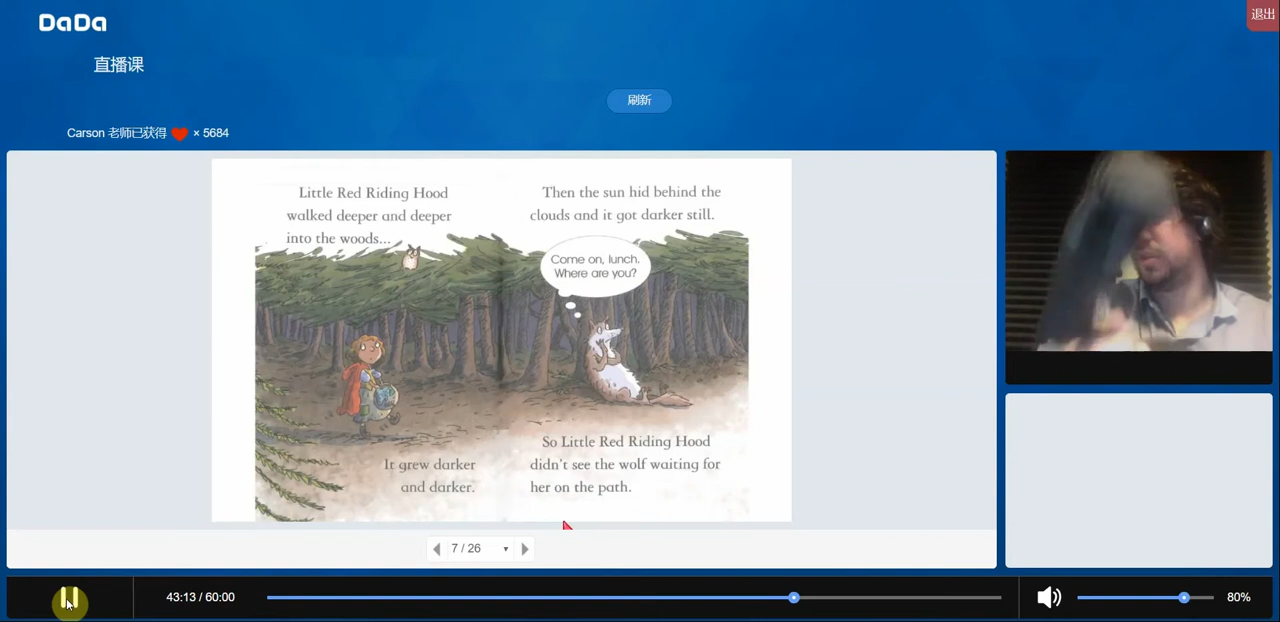 DaDa
退出
直播课
刷新
Carson 老师已获得 × 5684
Little Red Riding Hood
walked deeper and deeper
into the woods...
It grew darker
and darker.
Then the sun hid behind the
clouds and it got darker still.
Come on, lunch.
Where are you?
So Little Red Riding Hood
didn't see the wolf waiting for
her on the path.
7 / 26
43:13 / 60:00
80%